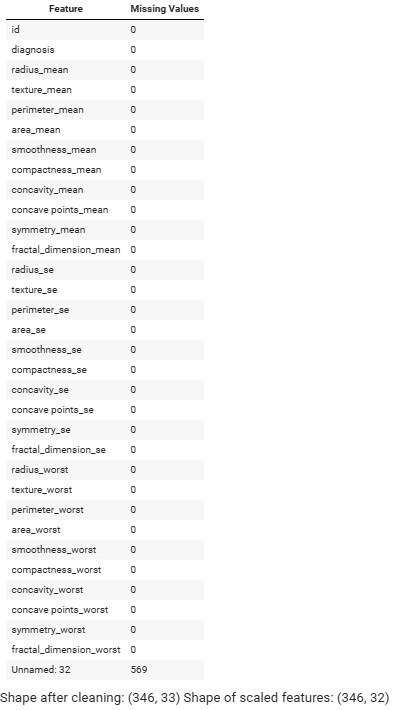 Feature Missing Values
id 0
diagnosis 0
radius_mean 0
texture_mean 0
perimeter_mean 0
area_mean 0
smoothness_mean 0
compactness_mean 0
concavity_mean 0
concave points_mean 0
symmetry_mean 0
fractal_dimension_mean 0
radius_se 0
texture_se 0
perimeter_se 0
area_se 0
smoothness_se 0
compactness_se 0
concavity_se 0
concave points_se 0
symmetry_se 0
fractal_dimension_se 0
radius_worst 0
texture_worst 0
perimeter_worst 0
area_worst 0
smoothness_worst 0
compactness_worst 0
concavity_worst 0
concave points_worst 0
symmetry_worst 0
fractal_dimension_worst 0
Unnamed: 32 569
Shape after cleaning: (346, 33) Shape of scaled features: (346, 32)